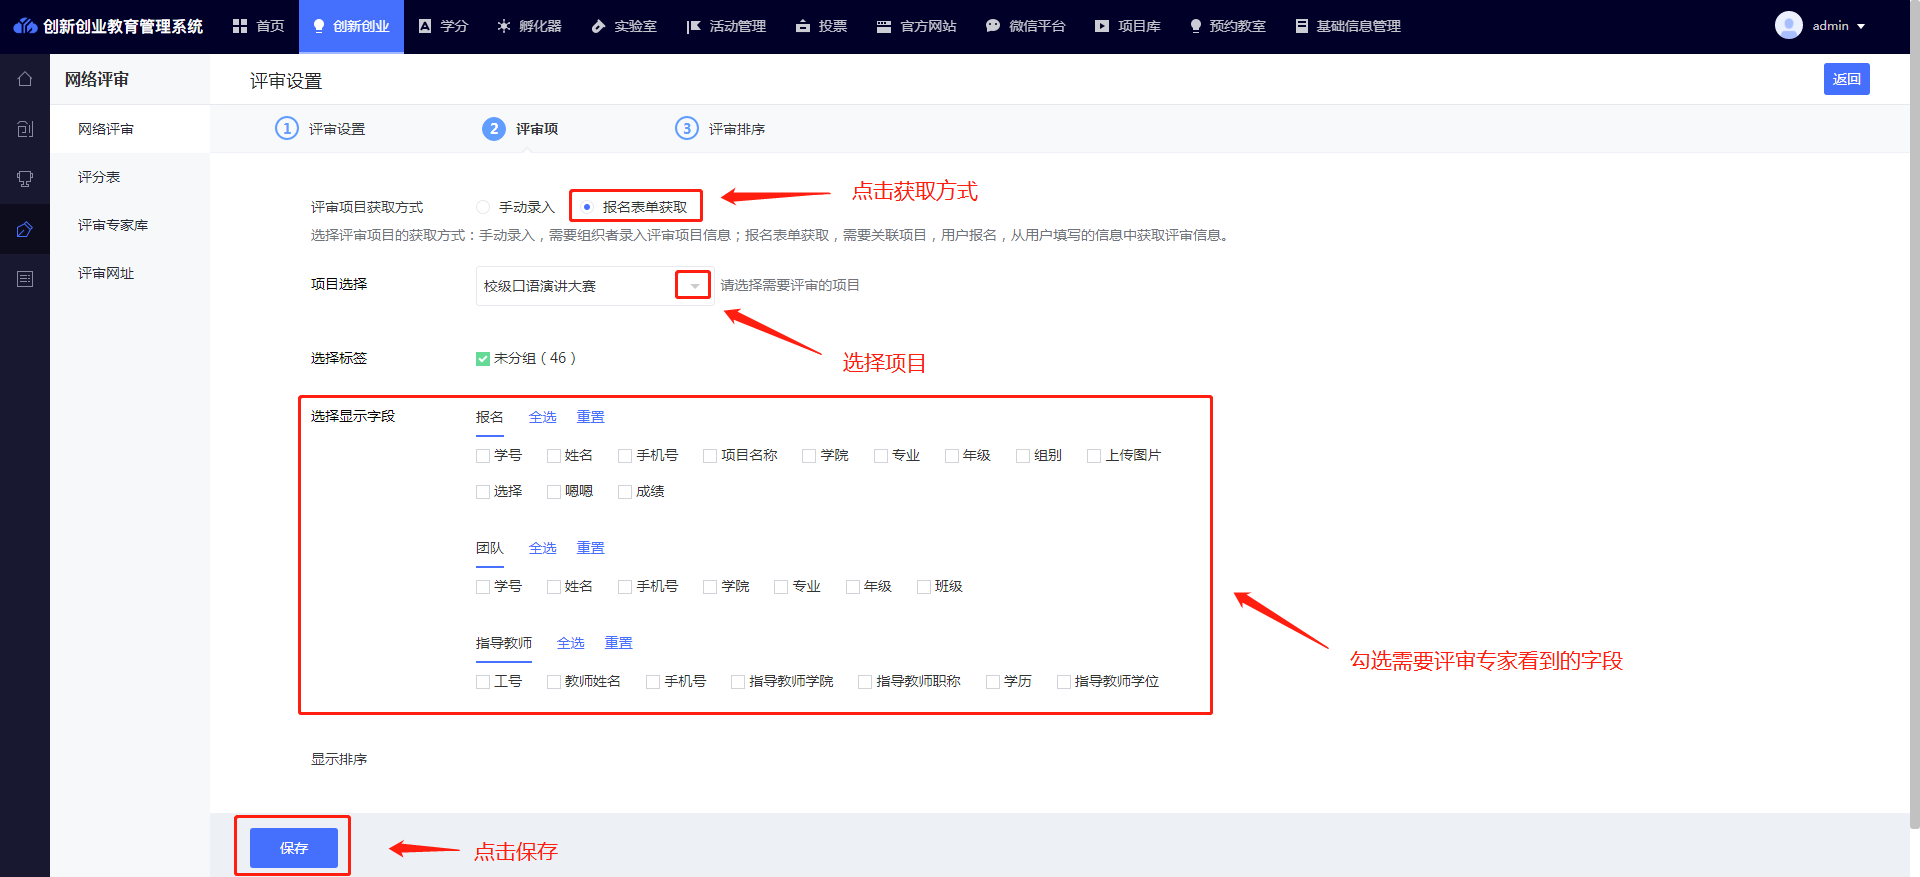 创新创业教育管理系统 首页 创新创业 学分 孵化器 实验室 活动管理 投票 官方网站 微信平台 项目库 预约教室 基础信息管理 admin
网络评审
评审设置 返回
网络评审
评分表
评审专家库
评审网址
1 评审设置 2 评审项 3 评审排序
评审项目获取方式 手动录入 报名表单获取 点击获取方式
选择评审项目的获取方式：手动录入，需要组织者录入评审项目信息；报名表单获取，需要关联项目，用户报名，从用户填写的信息中获取评审信息。
项目选择 校级口语演讲大赛 请选择需要评审的项目
选择标签 未分组（46） 选择项目
选择显示字段 报名 全选 重置
学号 姓名 手机号 项目名称 学院 专业 年级 组别 上传图片
选择 嗯嗯 成绩
团队 全选 重置
学号 姓名 手机号 学院 专业 年级 班级
指导教师 全选 重置
工号 教师姓名 手机号 指导教师学院 指导教师职称 学历 指导教师学位
勾选需要评审专家看到的字段
显示排序
保存 点击保存